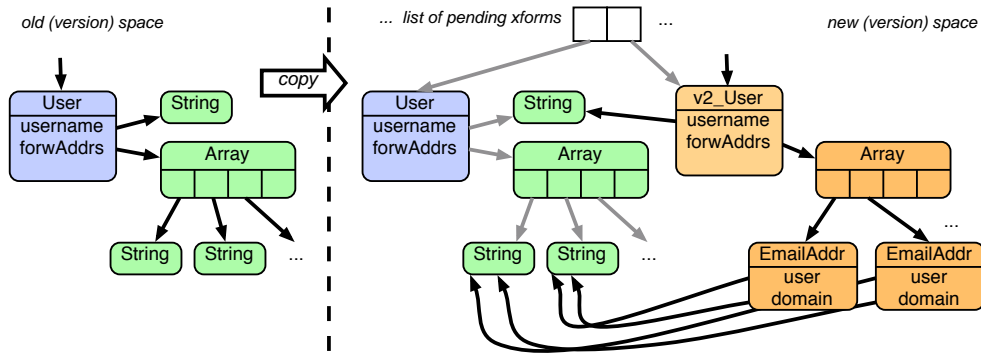 old (version) space
... list of pending xforms
...
new (version) space
copy
User
username
forwAddrs
String
Array
String
String
...
User
username
forwAddrs
String
v2_User
username
forwAddrs
Array
Array
String
String
...
...
EmailAddr
user
domain
EmailAddr
user
domain